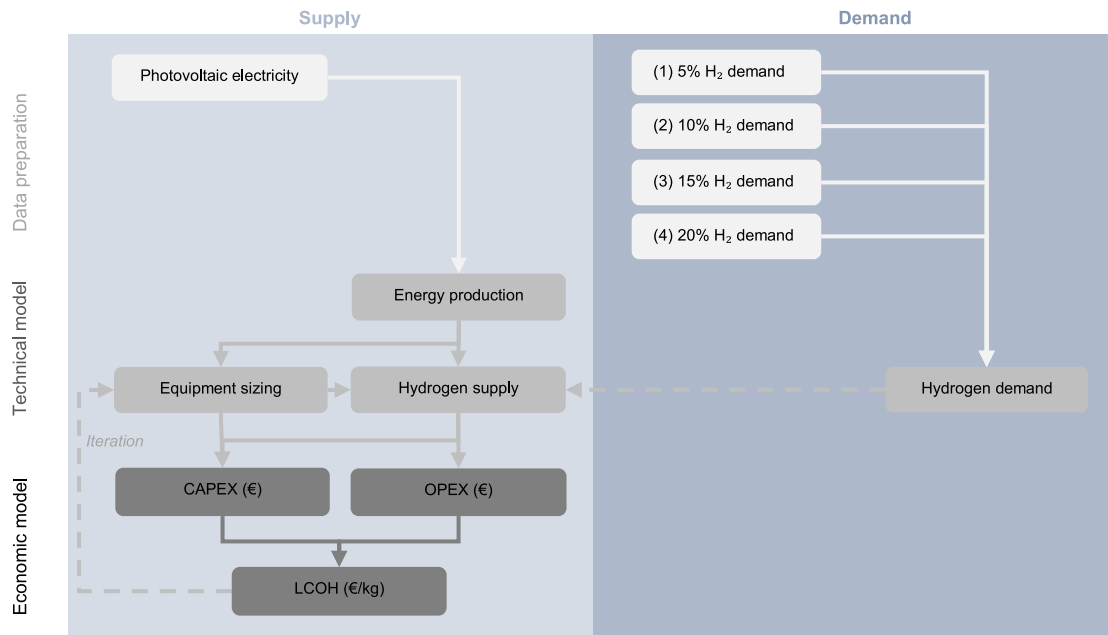 Supply
Demand
Data preparation
Photovoltaic electricity
(1) 5% H₂ demand
(2) 10% H₂ demand
(3) 15% H₂ demand
(4) 20% H₂ demand
Technical model
Energy production
Equipment sizing
Hydrogen supply
Hydrogen demand
Iteration
Economic model
CAPEX (€)
OPEX (€)
LCOH (€/kg)